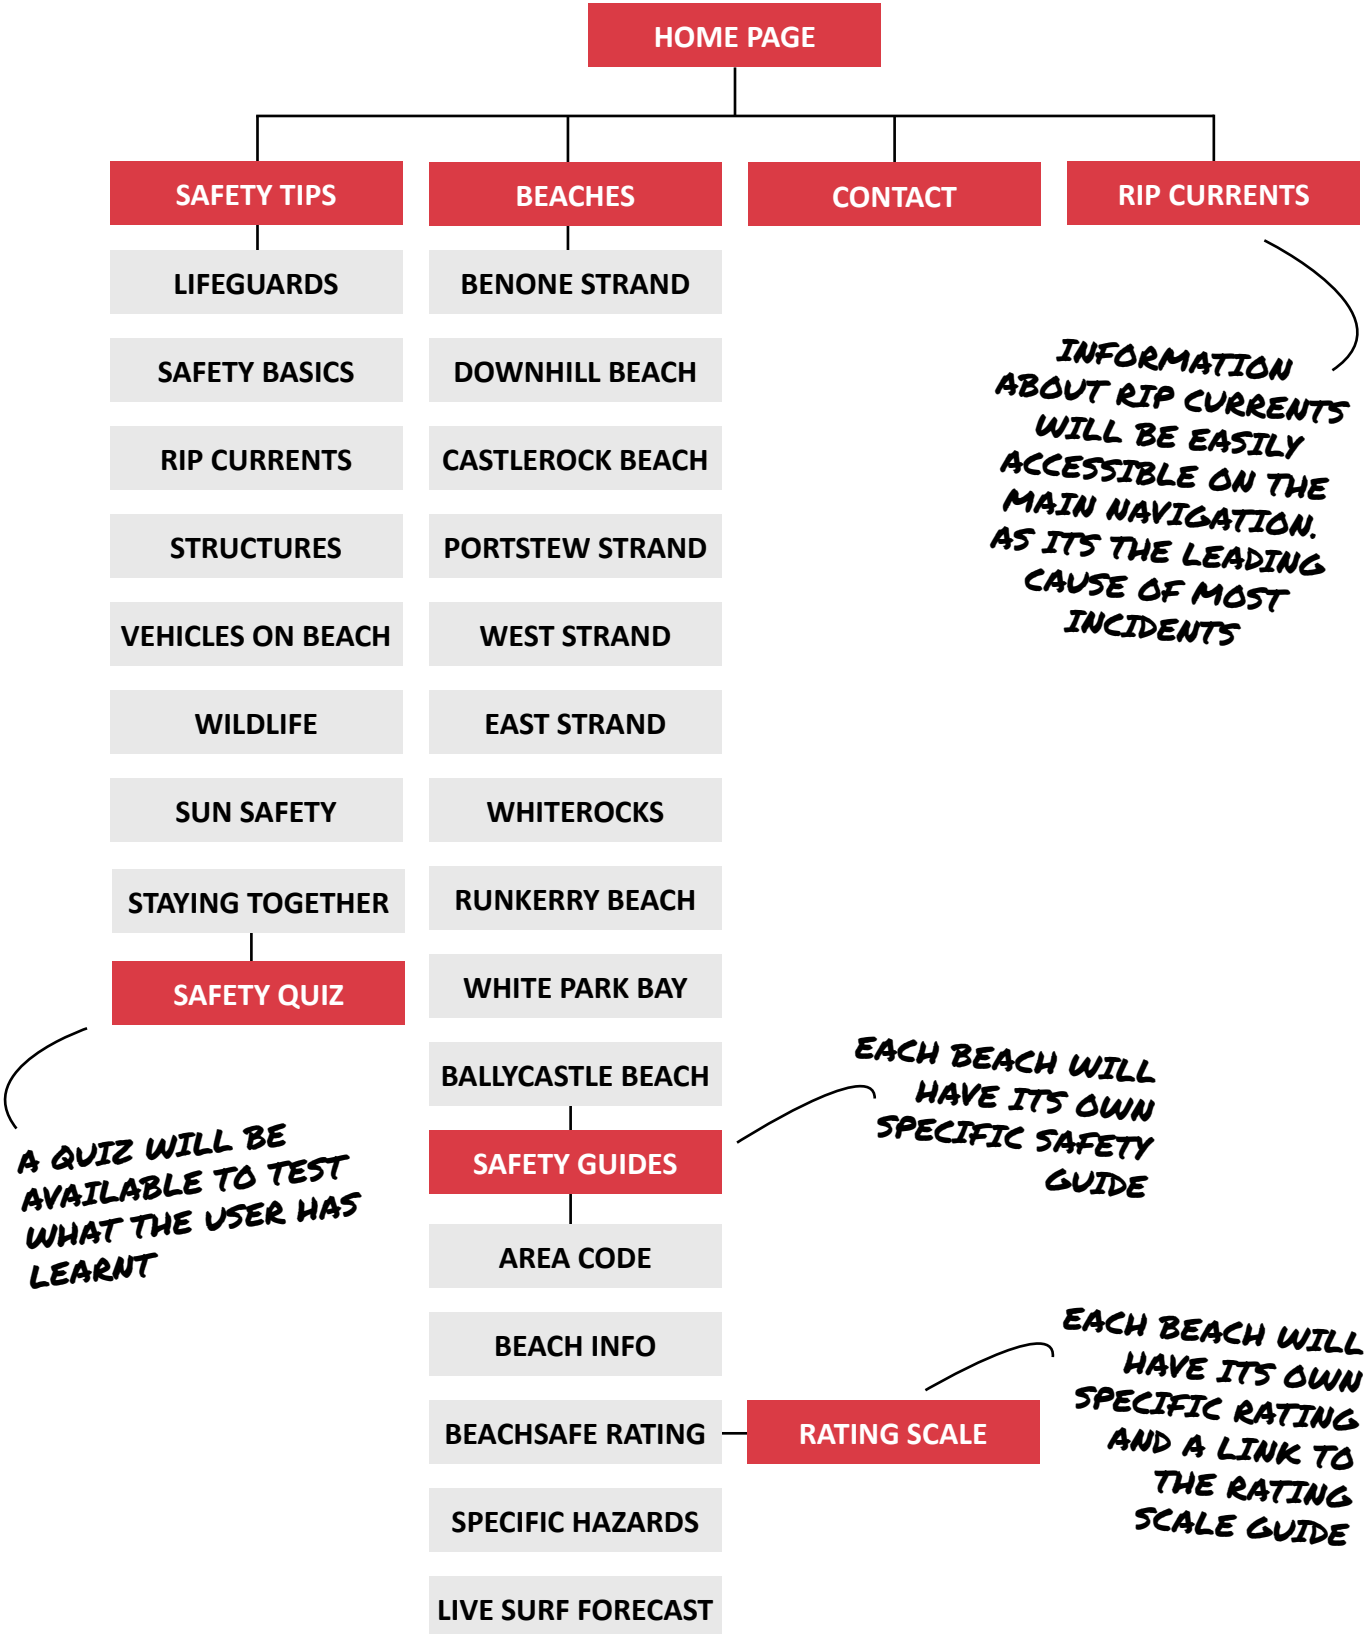 HOME PAGE
SAFETY TIPS
BEACHES
CONTACT
RIP CURRENTS
LIFEGUARDS
SAFETY BASICS
RIP CURRENTS
STRUCTURES
VEHICLES ON BEACH
WILDLIFE
SUN SAFETY
STAYING TOGETHER
SAFETY QUIZ
A QUIZ WILL BE
AVAILABLE TO TEST
WHAT THE USER HAS
LEARNT
BENONE STRAND
DOWNHILL BEACH
CASTLEROCK BEACH
PORTSTEW STRAND
WEST STRAND
EAST STRAND
WHITEROCKS
RUNKERRY BEACH
WHITE PARK BAY
BALLYCASTLE BEACH
SAFETY GUIDES
AREA CODE
BEACH INFO
BEACHSAFE RATING
SPECIFIC HAZARDS
LIVE SURF FORECAST
RATING SCALE
INFORMATION
ABOUT RIP CURRENTS
WILL BE EASILY
ACCESSIBLE ON THE
MAIN NAVIGATION.
AS ITS THE LEADING
CAUSE OF MOST
INCIDENTS
EACH BEACH WILL
HAVE ITS OWN
SPECIFIC SAFETY
GUIDE
EACH BEACH WILL
HAVE ITS OWN
SPECIFIC RATING
AND A LINK TO
THE RATING
SCALE GUIDE